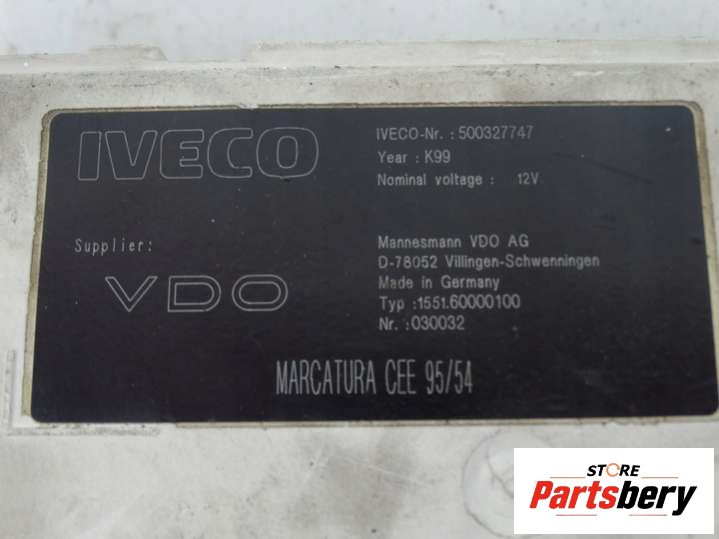 IVECO
IVECO-Nr. : 500327747
Year : K99
Nominal voltage : 12V
Supplier:
VDO
Mannesmann VDO AG
D-78052 Villingen-Schwenningen
Made in Germany
Typ :1551.60000100
Nr. :030032
MARCATURA CEE 95/54
STORE
Partsbery